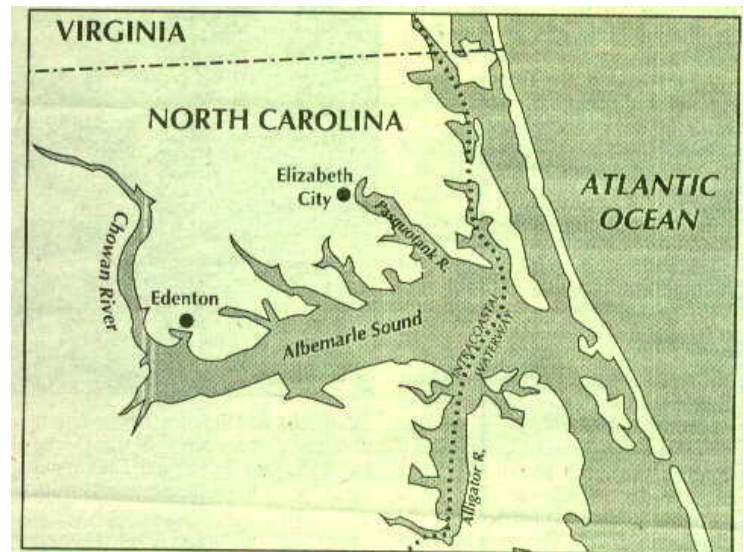 VIRGINIA
NORTH CAROLINA
Elizabeth
City
Pasquotank R.
ATLANTIC
OCEAN
Chowan River
Edenton
Albemarle Sound
INTRACOASTAL
WATERWAY
Alligator R.